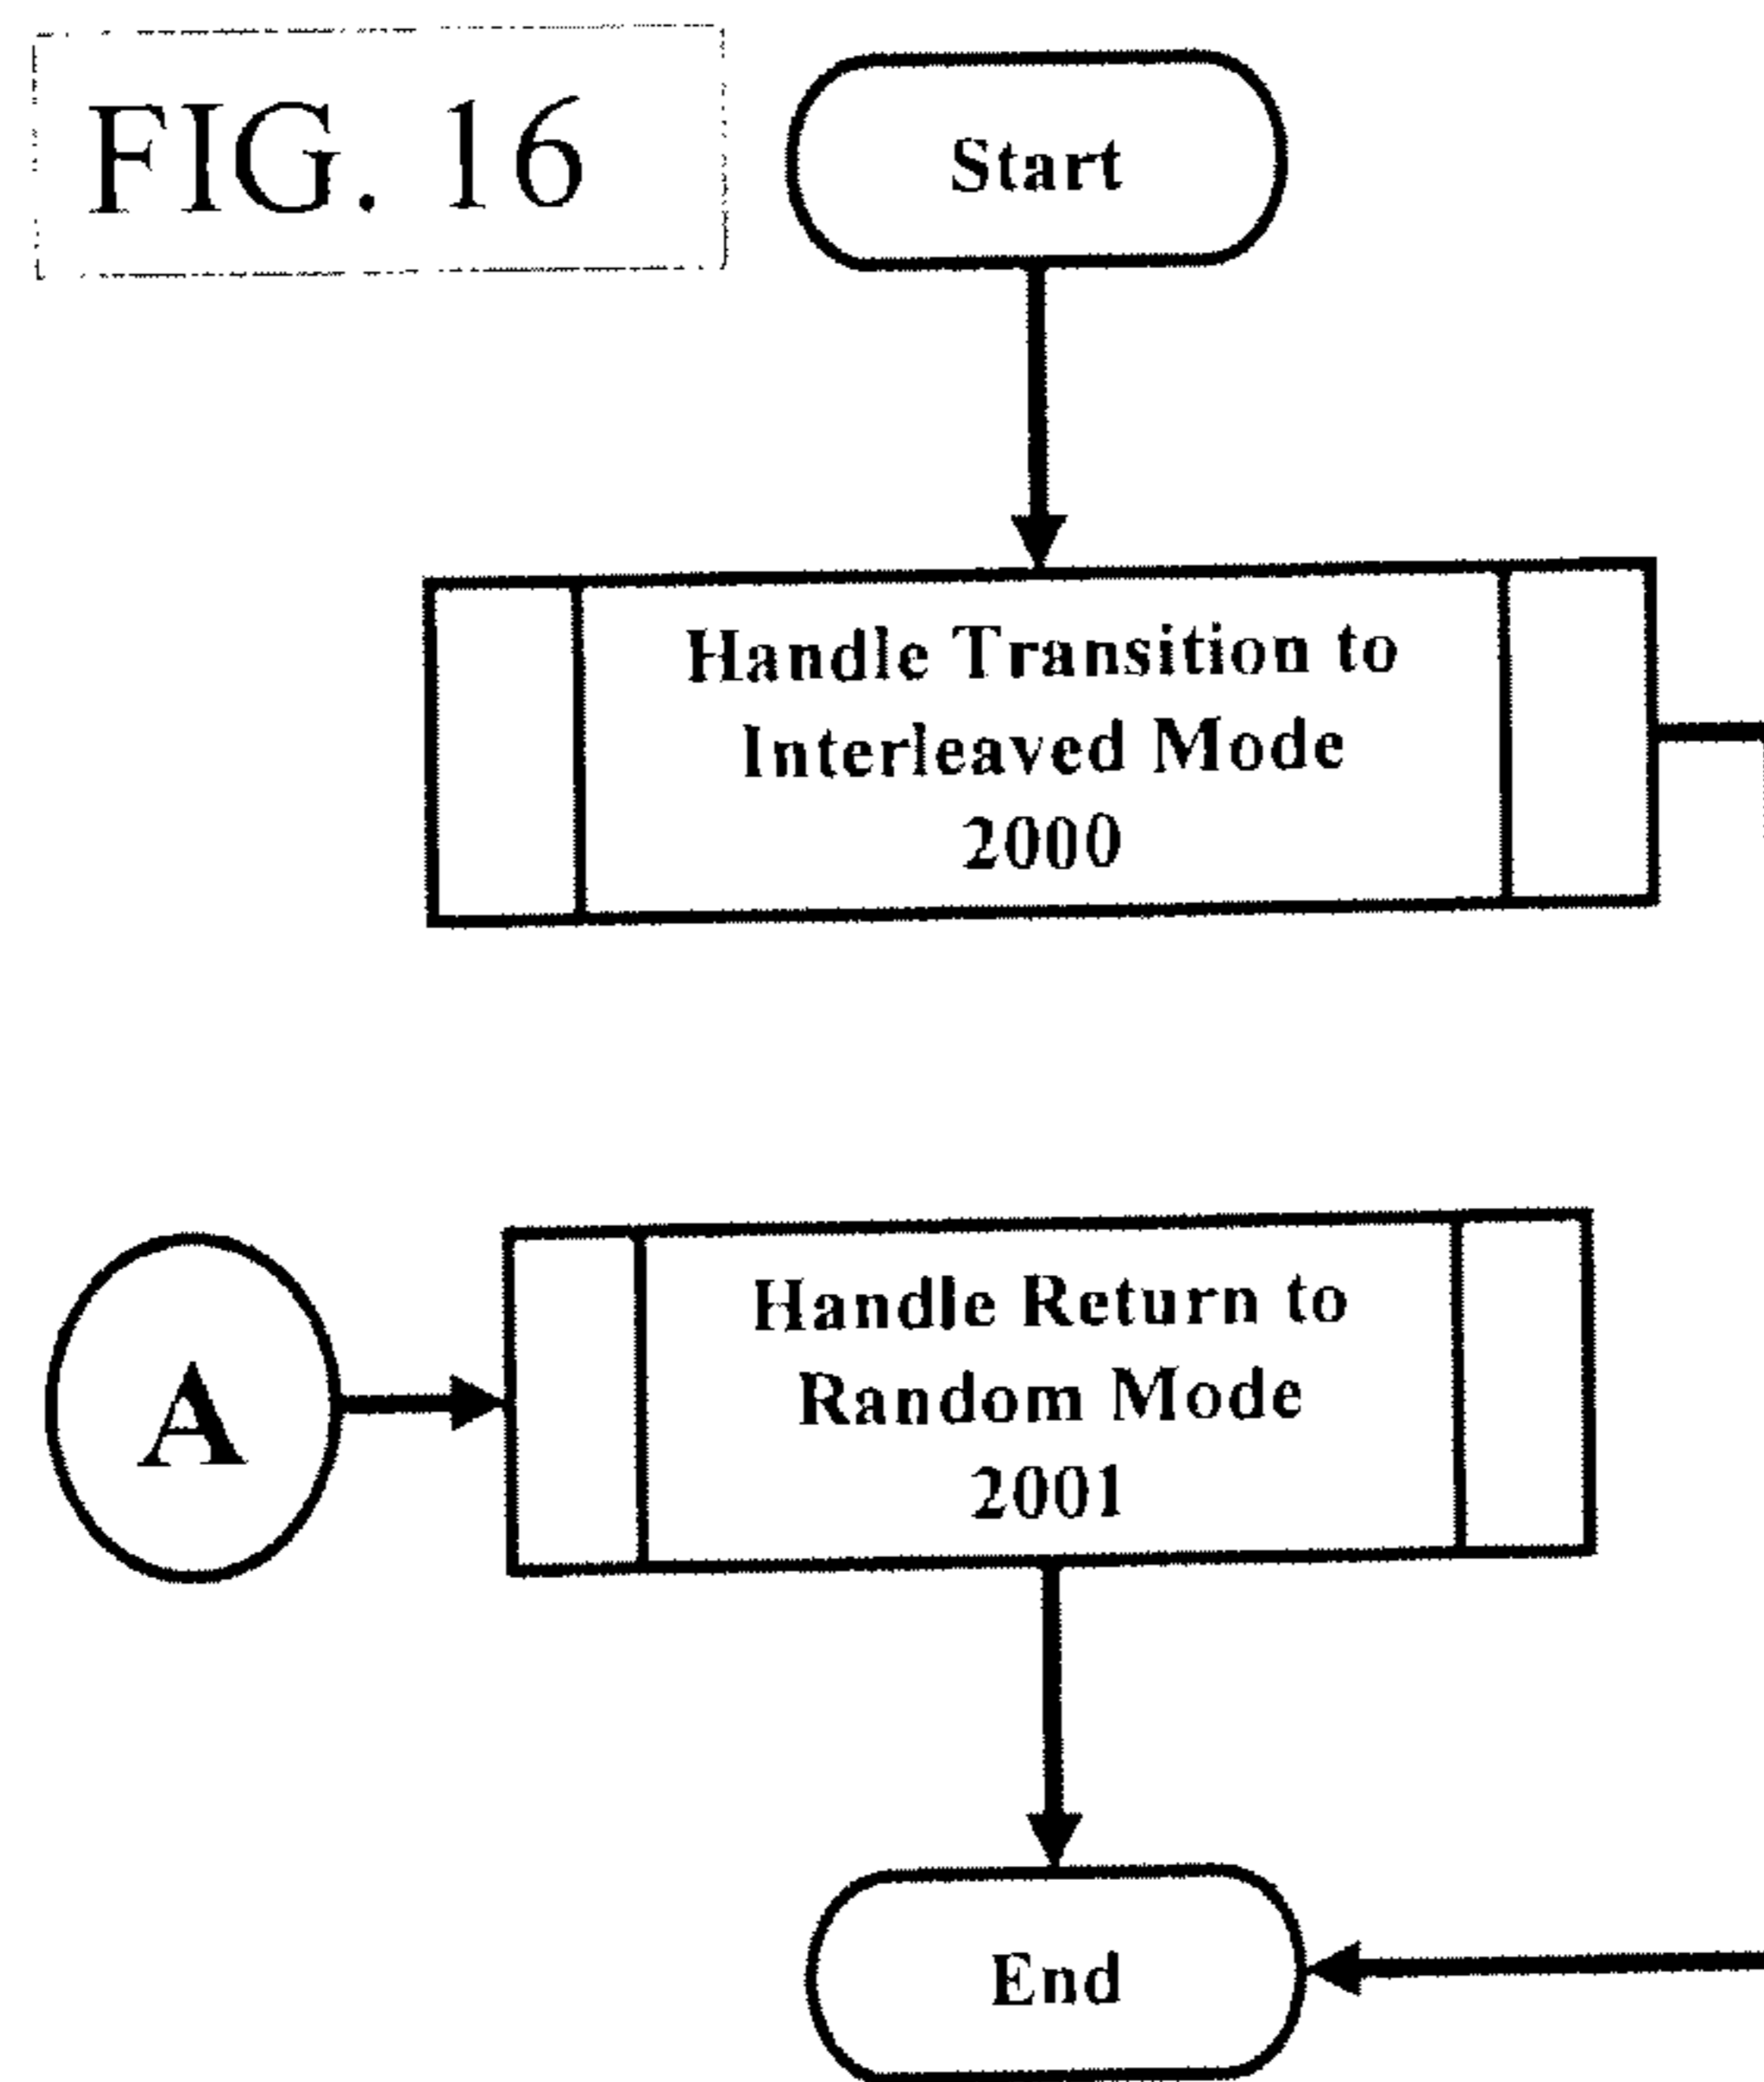 FIG. 16
Start
Handle Transition to
Interleaved Mode
2000
A
Handle Return to
Random Mode
2001
End